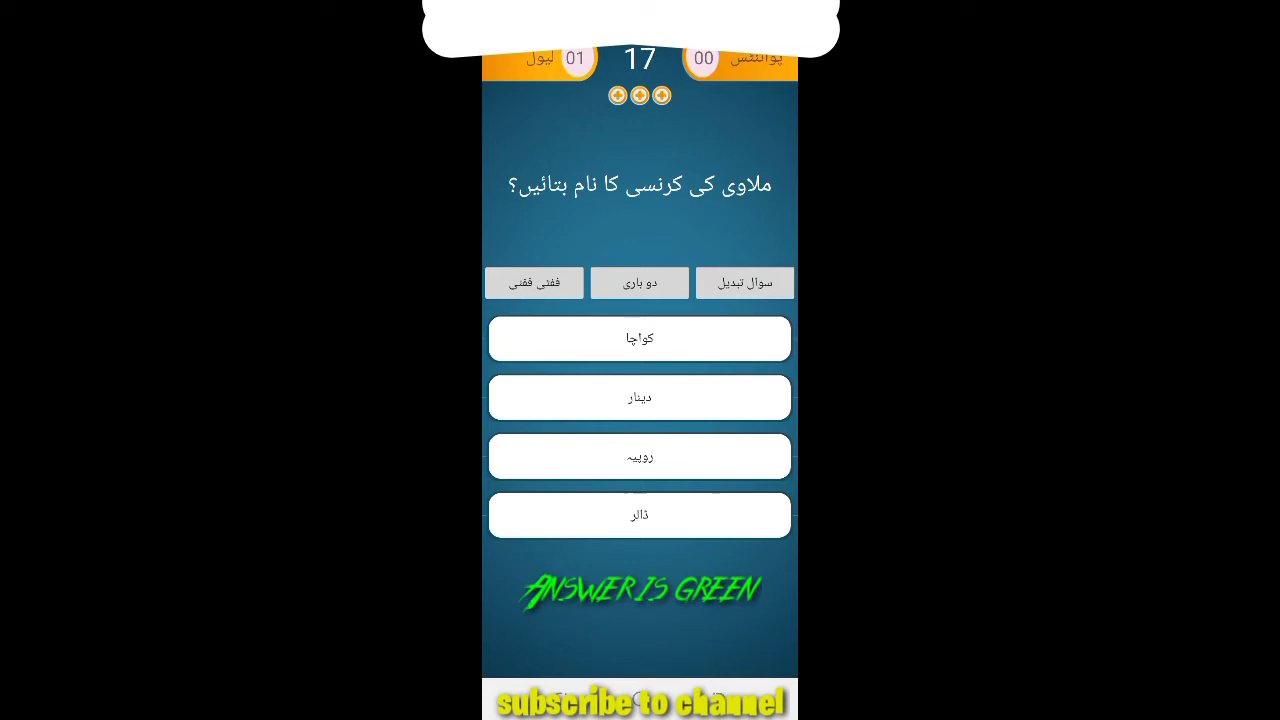 پوائنٹس 00 17 01 لیول
ملاوی کی کرنسی کا نام بتائیں؟
سوال تبدیل دو باری ففٹی ففٹی
کواچا
دینار
روپیہ
ڈالر
ANSWER IS GREEN
subscribe to channel